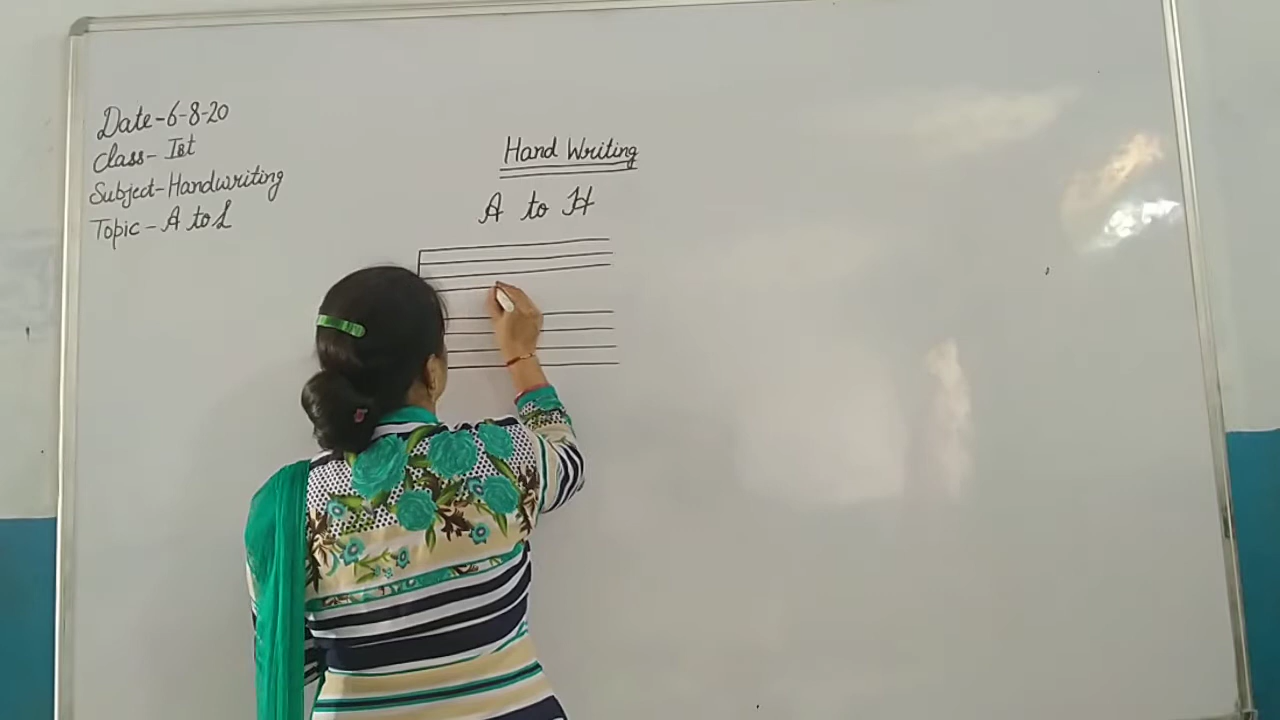 Date-6-8-20
Class- Ist
Subject-Handwriting
Topic - A to L
Hand Writing
A to H